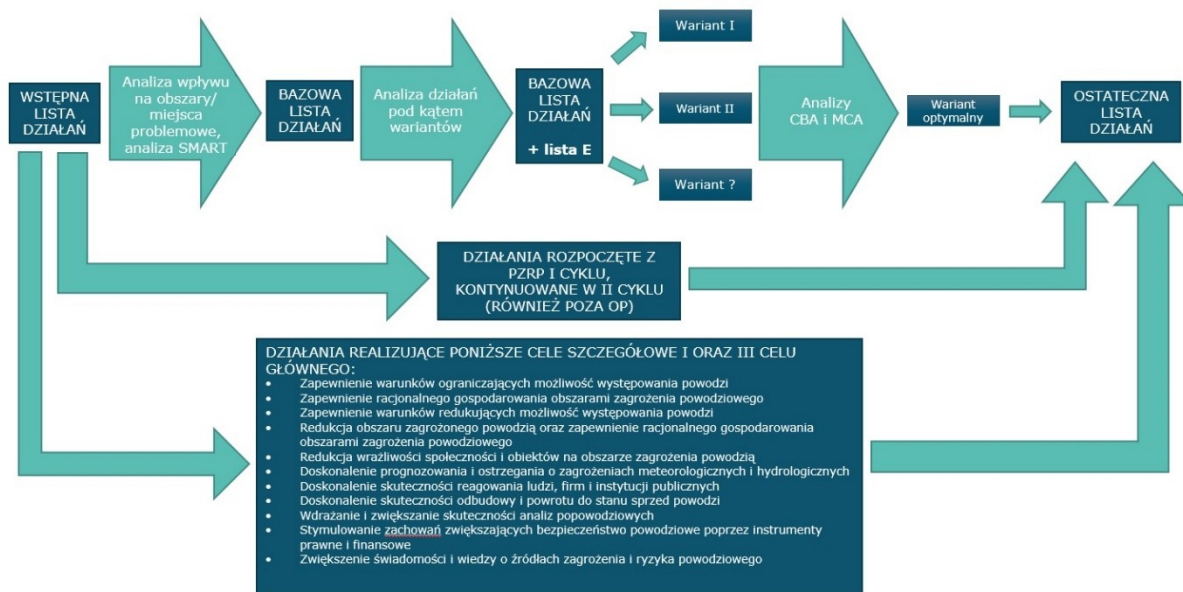 WSTĘPNA
LISTA
DZIAŁAŃ
Analiza wpływu
na obszary/
miejsca
problemowe,
analiza SMART
BAZOWA
LISTA
DZIAŁAŃ
Analiza działań
pod kątem
wariantów
BAZOWA
LISTA
DZIAŁAŃ
+ lista E
Wariant I
Wariant II
Wariant ?
Analizy
CBA i MCA
Wariant
optymalny
OSTATECZNA
LISTA
DZIAŁAŃ
DZIAŁANIA ROZPOCZĘTE Z
PZRP I CYKLU,
KONTYNUOWANE W II CYKLU
(RÓWNIEŻ POZA OP)
DZIAŁANIA REALIZUJĄCE PONIŻSZE CELE SZCZEGÓŁOWE I ORAZ III CELU
GŁÓWNEGO:
• Zapewnienie warunków ograniczających możliwość występowania powodzi
• Zapewnienie racjonalnego gospodarowania obszarami zagrożenia powodziowego
• Zapewnienie warunków redukujących możliwość występowania powodzi
• Redukcja obszaru zagrożonego powodzią oraz zapewnienie racjonalnego gospodarowania
obszarami zagrożenia powodziowego
• Redukcja wrażliwości społeczności i obiektów na obszarze zagrożenia powodzią
• Doskonalenie prognozowania i ostrzegania o zagrożeniach meteorologicznych i hydrologicznych
• Doskonalenie skuteczności reagowania ludzi, firm i instytucji publicznych
• Doskonalenie skuteczności odbudowy i powrotu do stanu sprzed powodzi
• Wdrażanie i zwiększanie skuteczności analiz popowodziowych
• Stymulowanie zachowań zwiększających bezpieczeństwo powodziowe poprzez instrumenty
prawne i finansowe
• Zwiększenie świadomości i wiedzy o źródłach zagrożenia i ryzyka powodziowego